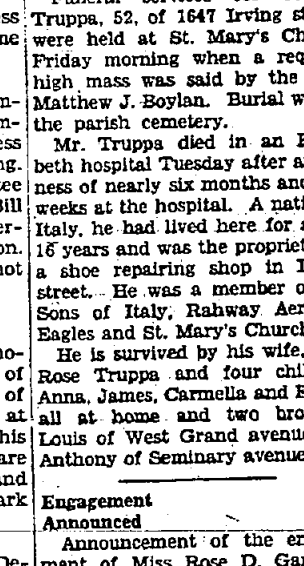 Truppa, 52, of 1647 Irving s
were held at St. Mary's Ch
Friday morning when a req
high mass was said by the
Matthew J. Boylan. Burial w
the parish cemetery.
Mr. Truppa died in an E
beth hospital Tuesday after a
ness of nearly six months and
weeks at the hospital. A nati
Italy, he had lived here for a
16 years and was the propriet
a shoe repairing shop in I
street. He was a member o
Sons of Italy, Rahway Aer
Eagles and St. Mary's Church
He is survived by his wife,
Rose Truppa and four chil
Anna, James, Carmella and E
all at home and two bro
Louis of West Grand avenue
Anthony of Seminary avenue
Engagement
Announced
Announcement of the e
ment of Miss Rose D. Gar